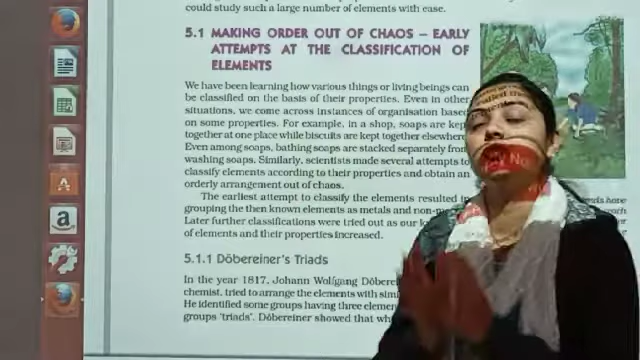 could study such a large number of elements with ease.
5.1 MAKING ORDER OUT OF CHAOS – EARLY
ATTEMPTS AT THE CLASSIFICATION OF
ELEMENTS
We have been learning how various things or living beings can
be classified on the basis of their properties. Even in other
situations, we come across instances of organisation based
on some properties. For example, in a shop, soaps are kept
together at one place while biscuits are kept together elsewhere.
Even among soaps, bathing soaps are stacked separately from
washing soaps. Similarly, scientists made several attempts to
classify elements according to their properties and obtain an
orderly arrangement out of chaos.
The earliest attempt to classify the elements resulted in
grouping the then known elements as metals and
Later further classifications were tried out as our
of elements and their properties increased.
5.1.1 Döbereiner's Triads
In the year 1817, Johann Wolfgang
chemist, tried to arrange the elements with
He identified some groups having three
groups 'triads'. Döbereiner showed that